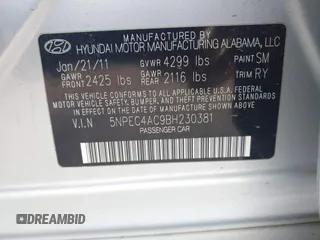 MANUFACTURED BY
HYUNDAI MOTOR MANUFACTURING ALABAMA, LLC
Jan/21/11 GVWR 4299 lbs PAINT SM
GAWR FRONT 2425 lbs GAWR REAR 2116 lbs TRIM RY
THIS VEHICLE CONFORMS TO ALL APPLICABLE
U.S. FEDERAL MOTOR VEHICLE SAFETY, BUMPER, AND
THEFT PREVENTION STANDARDS IN EFFECT ON THE
DATE OF MANUFACTURE SHOWN ABOVE.
V.I.N 5NPEC4AC9BH230381
PASSENGER CAR
DREAMBID